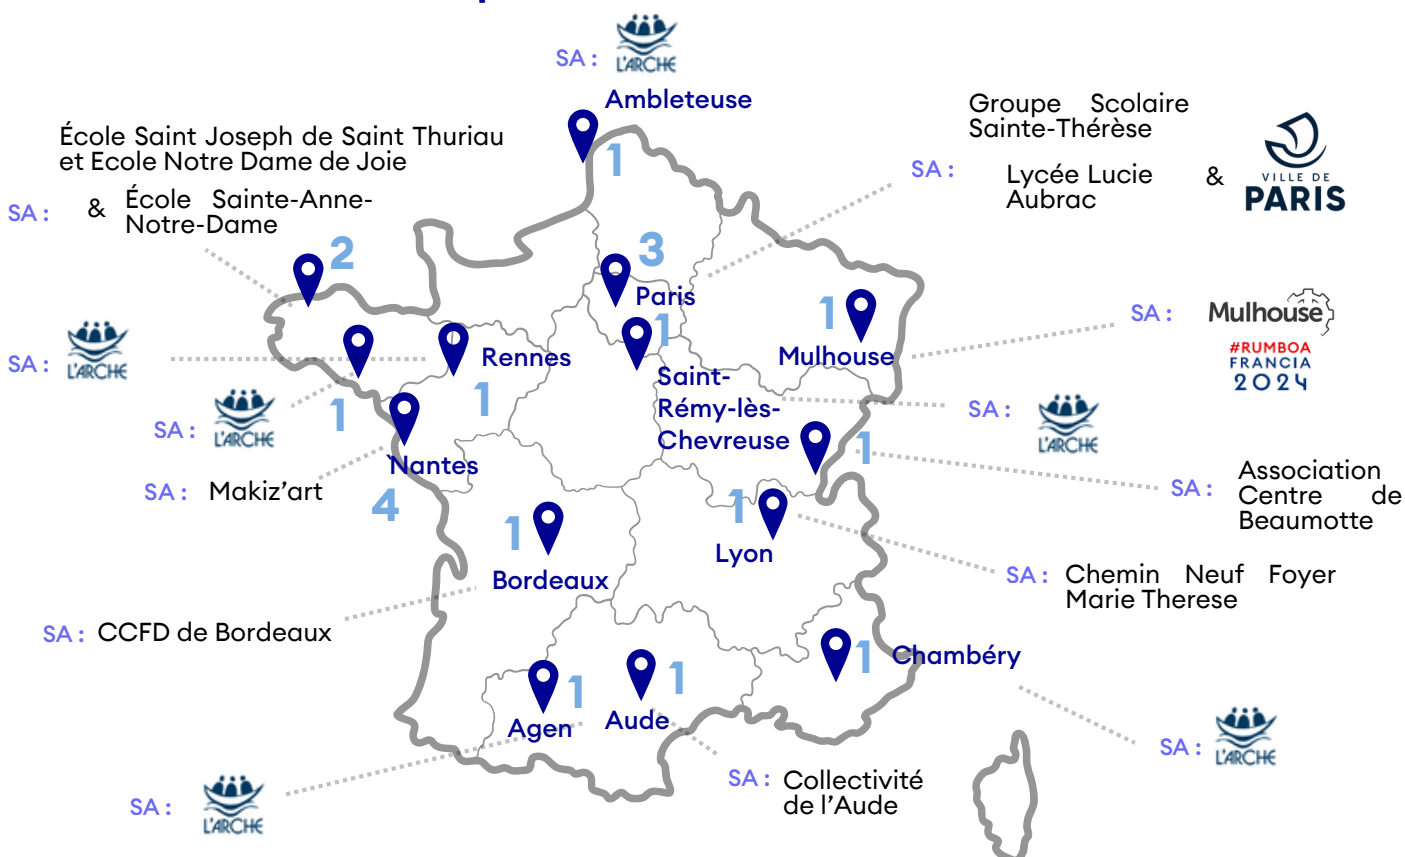 SA :
L'ARCHE
Ambleteuse
1
École Saint Joseph de Saint Thuriau
et Ecole Notre Dame de Joie
SA :
&
École Sainte-Anne-
Notre-Dame
2
Groupe Scolaire
Sainte-Thérèse
SA :
Lycée Lucie
Aubrac
&
VILLE DE
PARIS
3
Paris
1
Saint-
Rémy-lès-
Chevreuse
1
Mulhouse
SA :
Mulhouse
#RUMBOA
FRANCIA
2024
SA :
L'ARCHE
Rennes
1
SA :
L'ARCHE
1
SA :
L'ARCHE
Nantes
4
SA :
Makiz'art
1
SA :
Association
Centre de
Beaumotte
1
Lyon
SA :
Chemin Neuf Foyer
Marie Therese
1
Bordeaux
SA :
CCFD de Bordeaux
1
Chambéry
SA :
L'ARCHE
1
Agen
SA :
L'ARCHE
1
Aude
SA :
Collectivité
de l'Aude